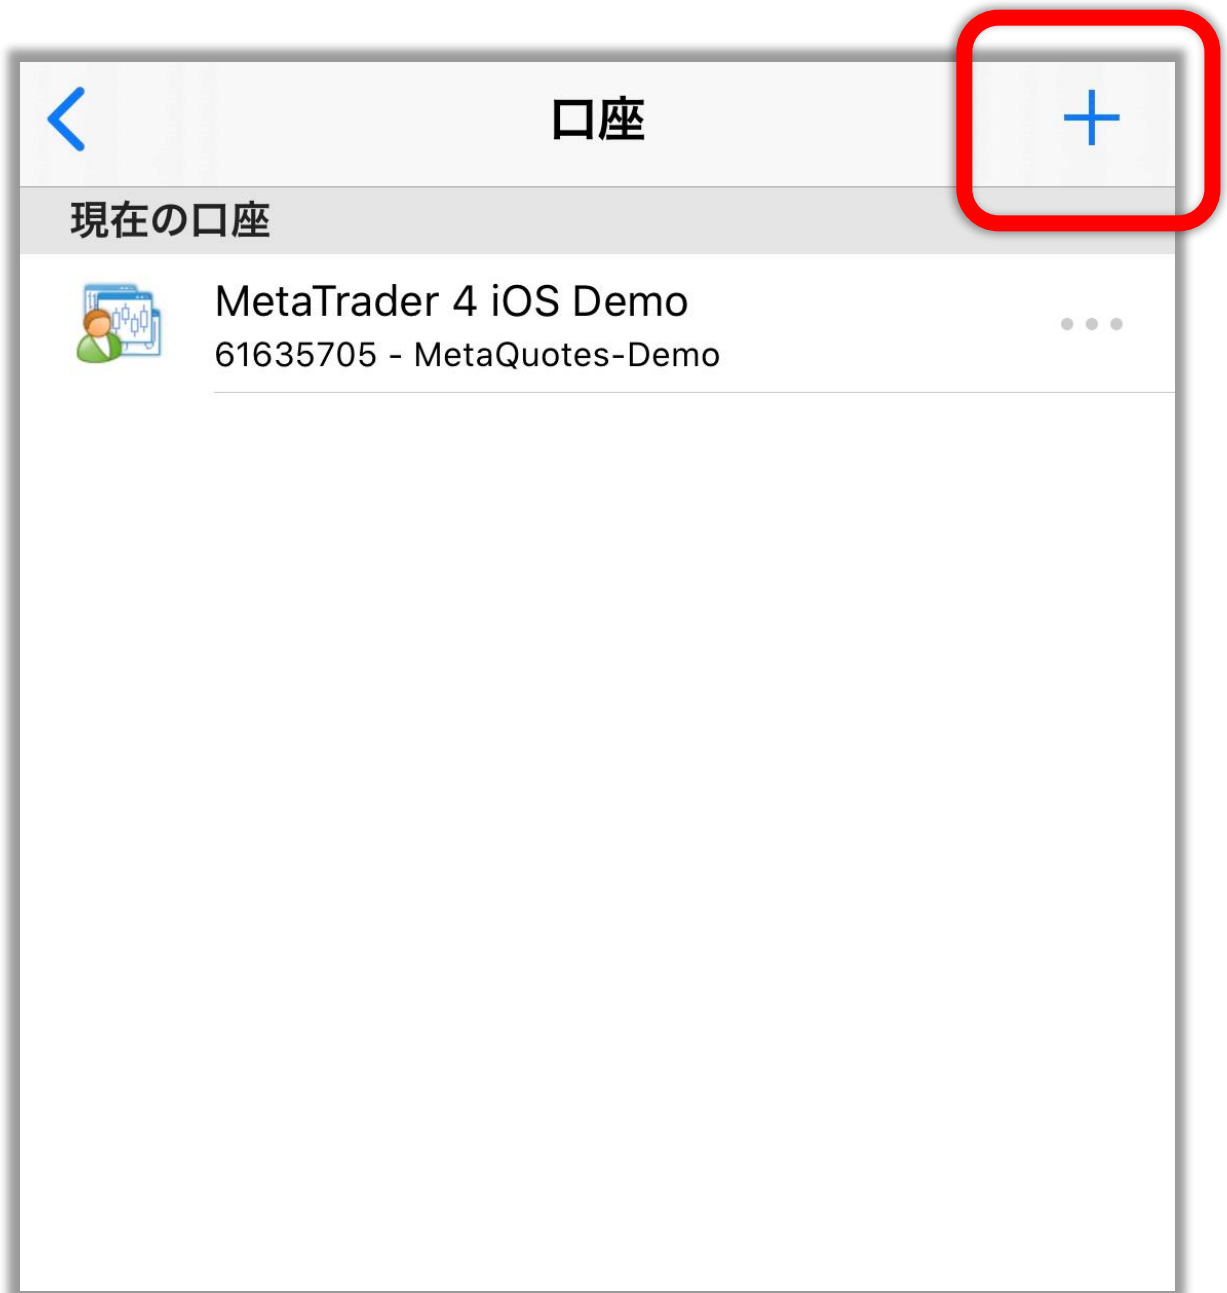 口座
現在の口座
MetaTrader 4 iOS Demo
61635705 - MetaQuotes-Demo